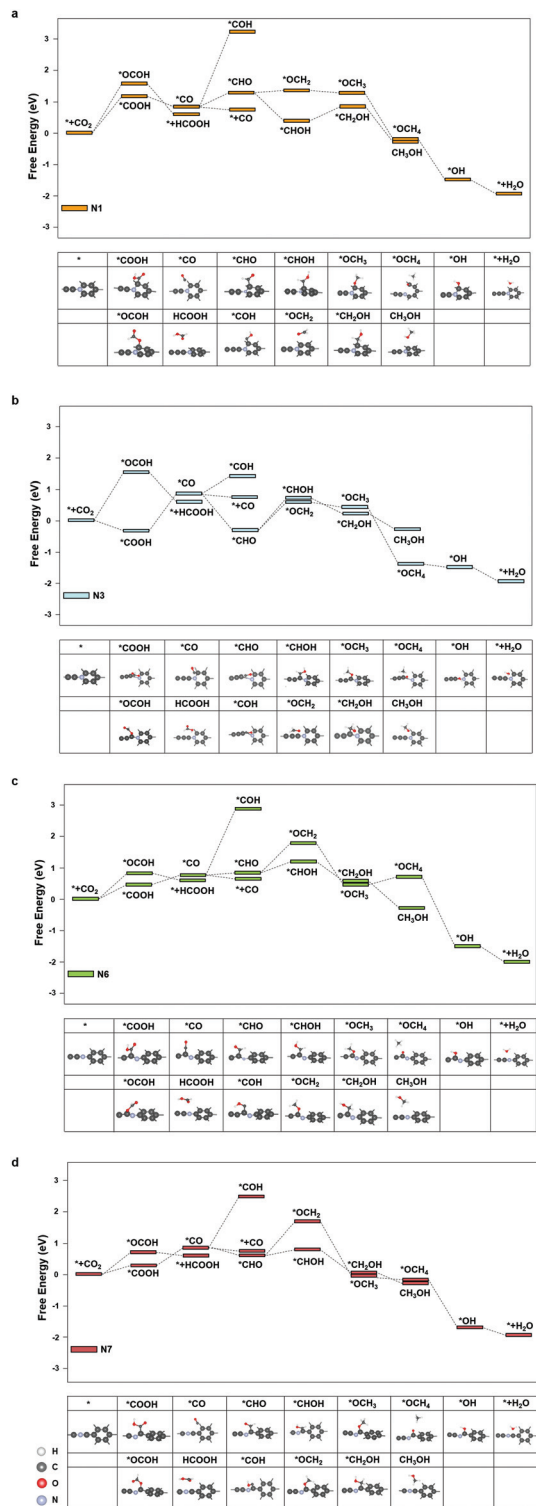 a
*COH
3
*OCOH
*COOH
*CO
*CHO
*OCH2
*OCH3
2
*+CO2
*+HCOOH
*+CO
*CHOH
*CH2OH
1
0
*OCH4
CH3OH
*OH
*+H2O
-1
-2
-3
Free Energy (eV)
N1
* *COOH *CO *CHO *CHOH *OCH3 *OCH4 *OH *+H2O
*OCOH HCOOH *COH *OCH2 *CH2OH CH3OH
b
3
2
*OCOH
*CO
*COH
*CHOH
*OCH3
1
*+CO2
*+HCOOH
*+CO
*OCH2
*CH2OH
0
*COOH
*CHO
CH3OH
-1
*OCH4
*OH
*+H2O
-2
-3
Free Energy (eV)
N3
* *COOH *CO *CHO *CHOH *OCH3 *OCH4 *OH *+H2O
*OCOH HCOOH *COH *OCH2 *CH2OH CH3OH
c
*COH
3
*OCH2
2
*OCOH
*CO
*CHO
*CHOH
*CH2OH
*OCH4
1
*+CO2
*COOH
*+HCOOH
*+CO
*OCH3
0
CH3OH
-1
*OH
*+H2O
-2
-3
Free Energy (eV)
N6
* *COOH *CO *CHO *CHOH *OCH3 *OCH4 *OH *+H2O
*OCOH HCOOH *COH *OCH2 *CH2OH CH3OH
d
*COH
3
*OCH2
2
*OCOH
*CO
*+CO
1
*+CO2
*COOH
*+HCOOH
*CHO
*CHOH
*CH2OH
*OCH3
*OCH4
0
CH3OH
-1
*OH
*+H2O
-2
-3
Free Energy (eV)
N7
* *COOH *CO *CHO *CHOH *OCH3 *OCH4 *OH *+H2O
*OCOH HCOOH *COH *OCH2 *CH2OH CH3OH
H
C
O
N